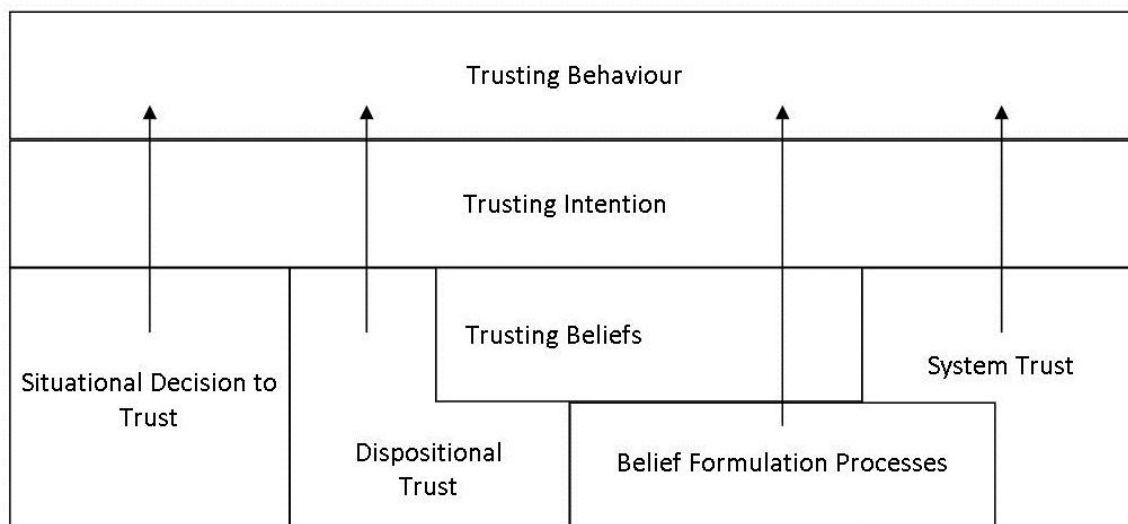 Trusting Behaviour
Trusting Intention
Trusting Beliefs
Situational Decision to
Trust
System Trust
Dispositional
Trust
Belief Formulation Processes